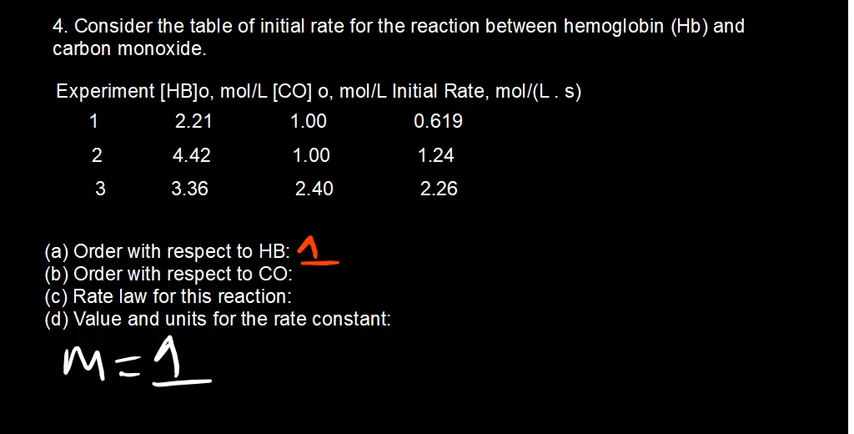 4. Consider the table of initial rate for the reaction between hemoglobin (Hb) and
carbon monoxide.
Experiment [HB]o, mol/L [CO] o, mol/L Initial Rate, mol/(L . s)
1 2.21 1.00 0.619
2 4.42 1.00 1.24
3 3.36 2.40 2.26
(a) Order with respect to HB: 1
(b) Order with respect to CO:
(c) Rate law for this reaction:
(d) Value and units for the rate constant:
m = 1